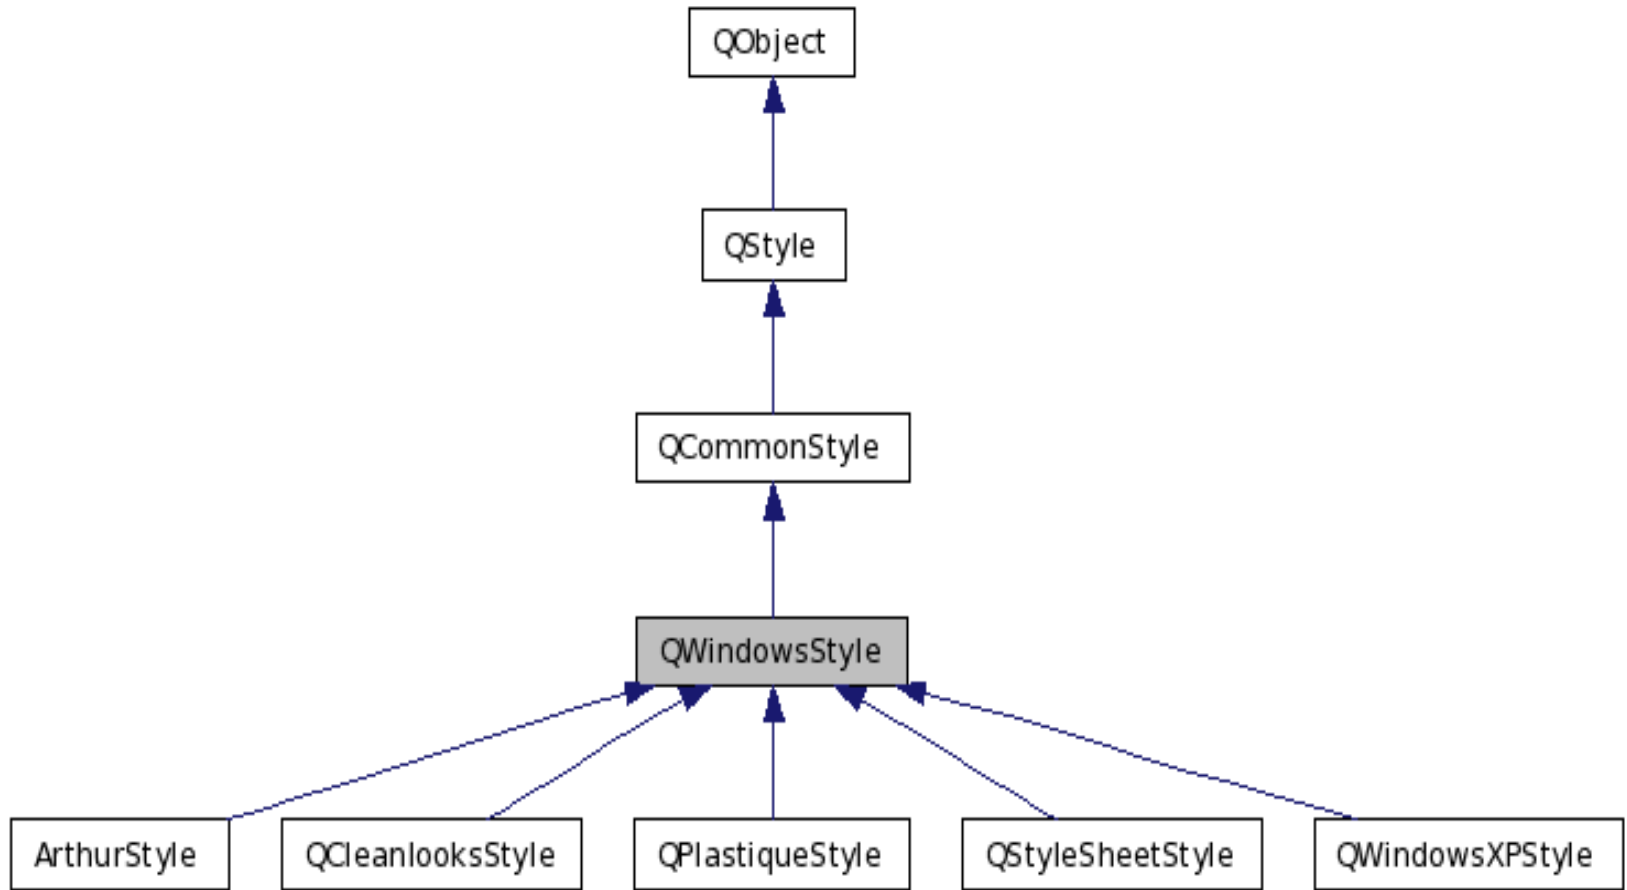 QObject
QStyle
QCommonStyle
QWindowsStyle
ArthurStyle
QCleanlooksStyle
QPlastiqueStyle
QStyleSheetStyle
QWindowsXPStyle